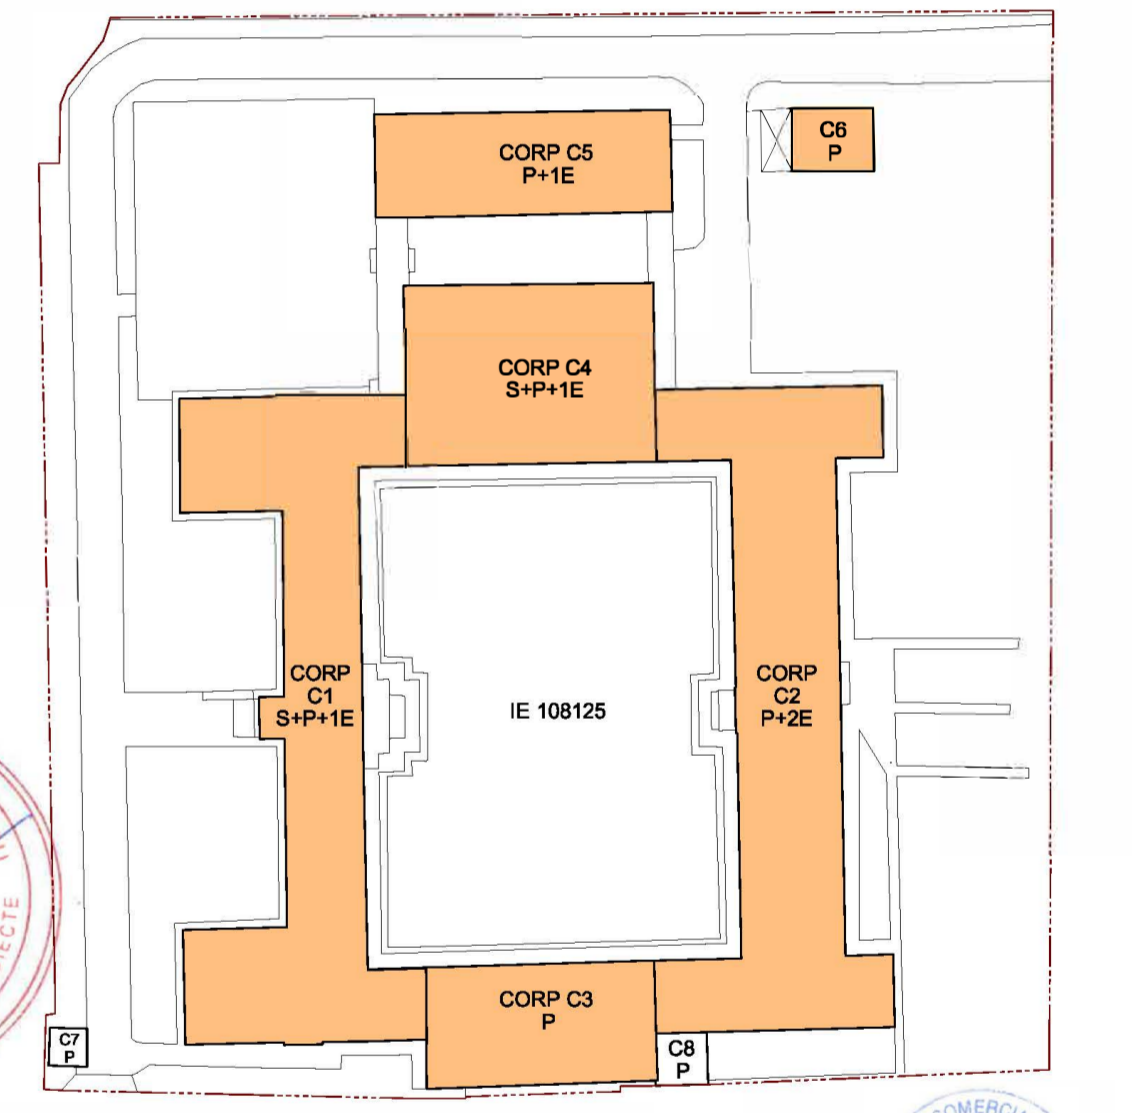 CORP C5
P+1E
C6
P
CORP C4
S+P+1E
CORP
C1
S+P+1E
IE 108125
CORP
C2
P+2E
CORP C3
P
C7
P
C8
P